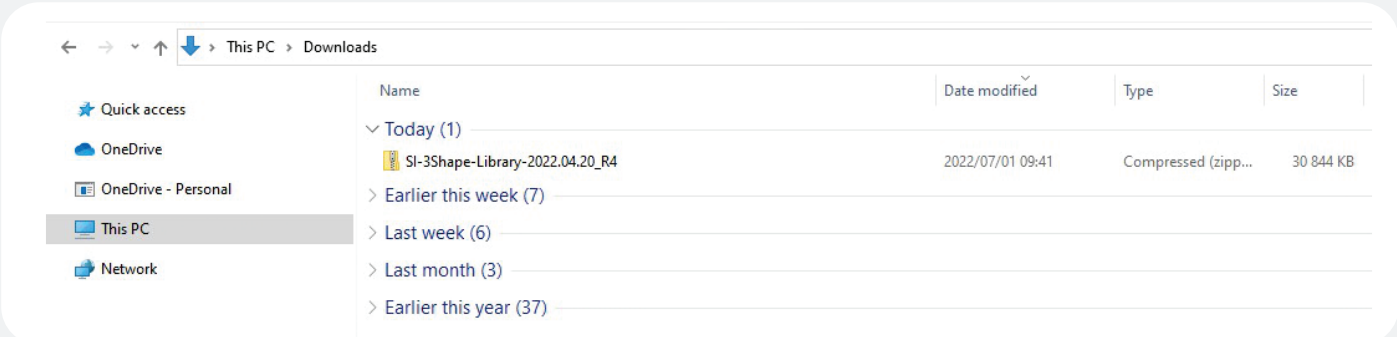 This PC > Downloads
Name Date modified Type Size
Quick access
OneDrive
OneDrive - Personal
This PC
Network
Today (1)
SI-3Shape-Library-2022.04.20_R4 2022/07/01 09:41 Compressed (zipp... 30 844 KB
Earlier this week (7)
Last week (6)
Last month (3)
Earlier this year (37)